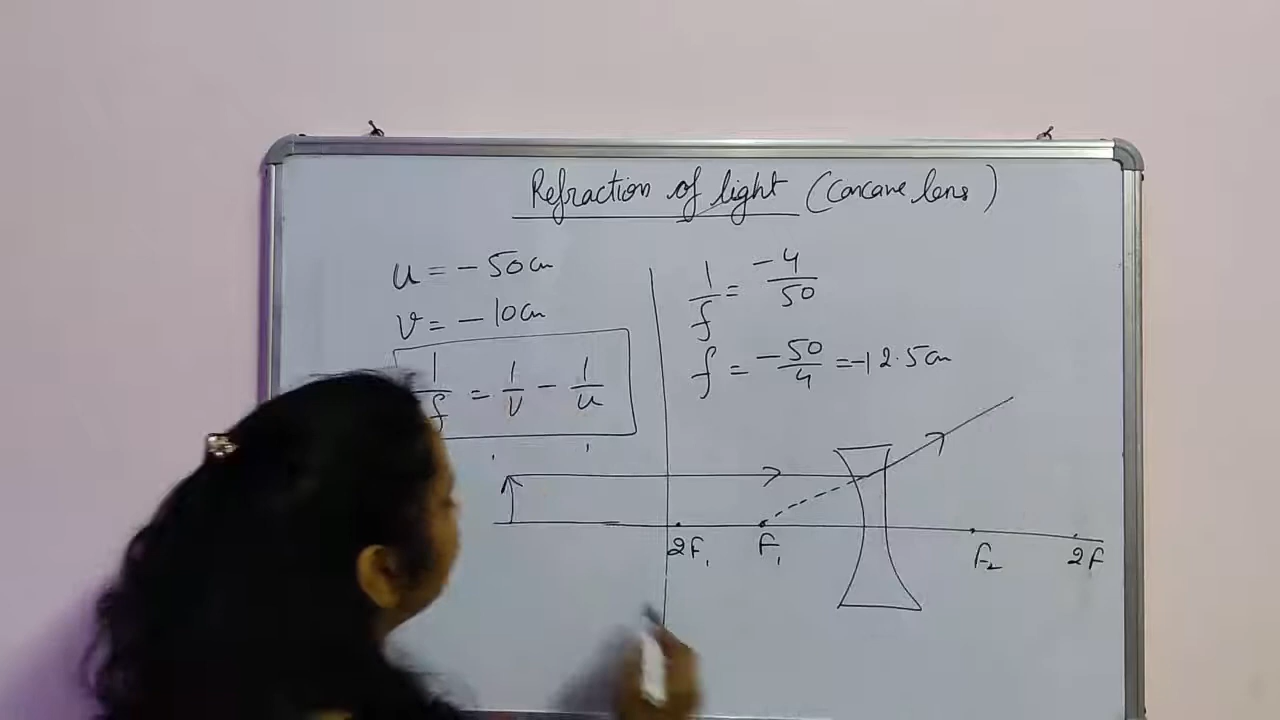 Refraction of light (Concave lens)
u = - 50cm
v = - 10cm
1/f = 1/v - 1/u
1/f = -4/50
f = -50/4 = -12.5cm
2F₁ F₁ F₂ 2F